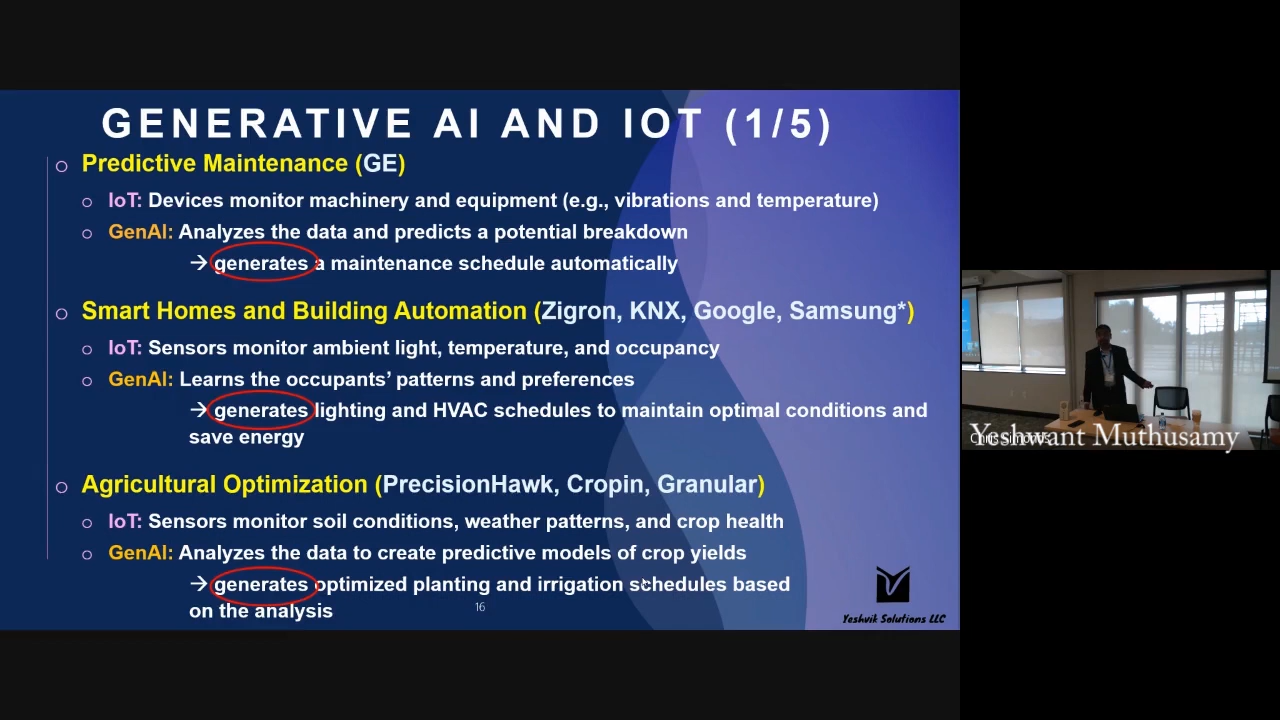 GENERATIVE AI AND IOT (1/5)
o Predictive Maintenance (GE)
o IoT: Devices monitor machinery and equipment (e.g., vibrations and temperature)
o GenAI: Analyzes the data and predicts a potential breakdown
→ generates a maintenance schedule automatically
o Smart Homes and Building Automation (Zigron, KNX, Google, Samsung*)
o IoT: Sensors monitor ambient light, temperature, and occupancy
o GenAI: Learns the occupants' patterns and preferences
→ generates lighting and HVAC schedules to maintain optimal conditions and
save energy
o Agricultural Optimization (PrecisionHawk, Cropin, Granular)
o IoT: Sensors monitor soil conditions, weather patterns, and crop health
o GenAI: Analyzes the data to create predictive models of crop yields
→ generates optimized planting and irrigation schedules based
on the analysis
16
Yeshvik Solutions LLC
Yeshwant Muthusamy